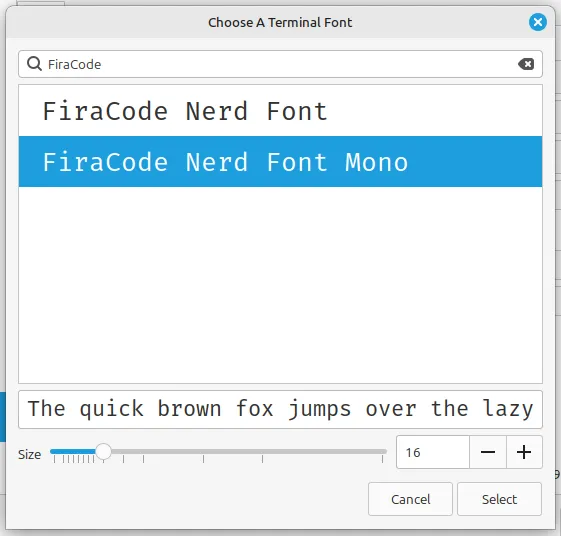 Choose A Terminal Font
FiraCode
FiraCode Nerd Font
FiraCode Nerd Font Mono
The quick brown fox jumps over the lazy
Size
16
9
Cancel
Select